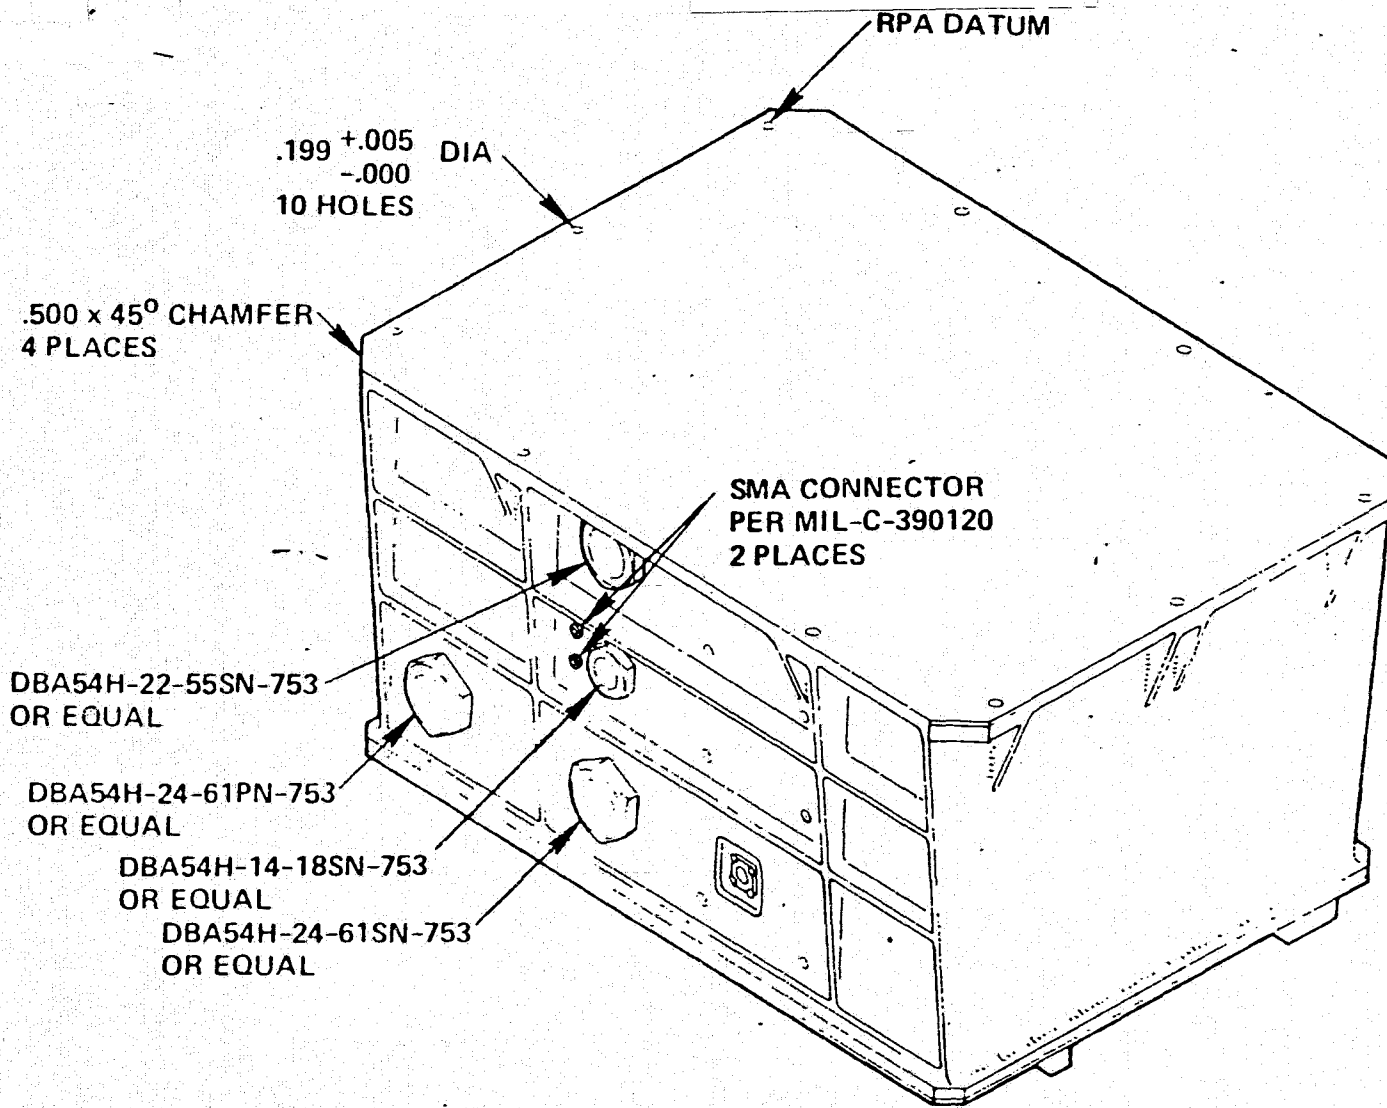 RPA DATUM
.199 +.005 DIA
-.000
10 HOLES
.500 x 45° CHAMFER
4 PLACES
SMA CONNECTOR
PER MIL-C-390120
2 PLACES
DBA54H-22-55SN-753
OR EQUAL
DBA54H-24-61PN-753
OR EQUAL
DBA54H-14-18SN-753
OR EQUAL
DBA54H-24-61SN-753
OR EQUAL